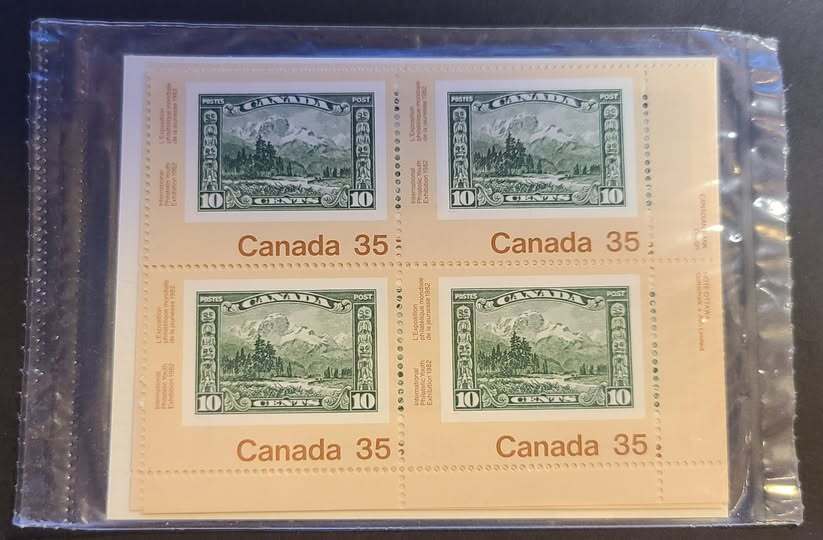 L'Exposition
philatélique mondiale
de la jeunesse 1982
International
Philatelic Youth
Exhibition 1982
POSTES CANADA POST
10 CENTS 10
Canada 35
L'Exposition
philatélique mondiale
de la jeunesse 1982
International
Philatelic Youth
Exhibition 1982
POSTES CANADA POST
10 CENTS 10
Canada 35
L'Exposition
philatélique mondiale
de la jeunesse 1982
International
Philatelic Youth
Exhibition 1982
POSTES CANADA POST
10 CENTS 10
Canada 35
L'Exposition
philatélique mondiale
de la jeunesse 1982
International
Philatelic Youth
Exhibition 1982
POSTES CANADA POST
10 CENTS 10
Canada 35